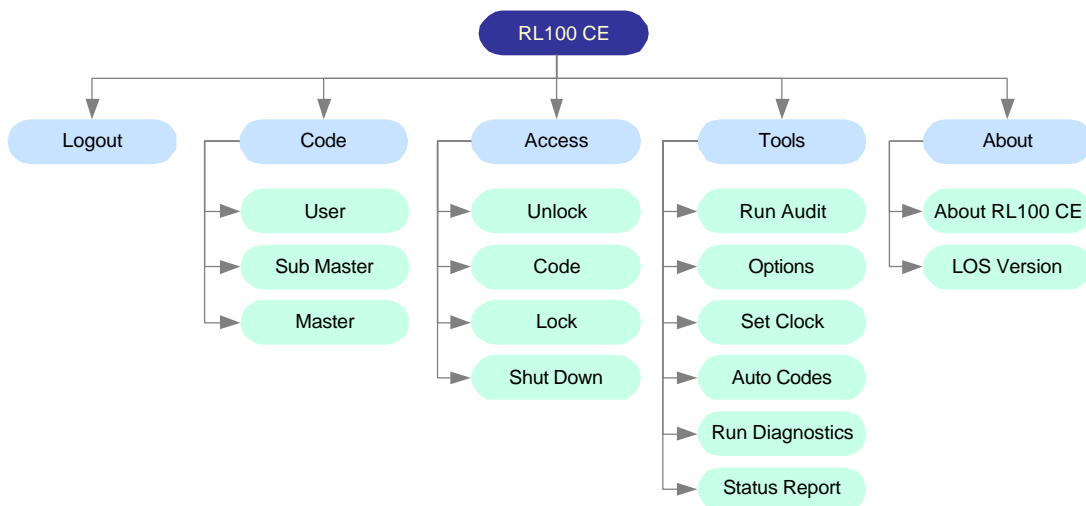 RL100 CE
Logout
Code
Access
Tools
About
User
Sub Master
Master
Unlock
Code
Lock
Shut Down
Run Audit
Options
Set Clock
Auto Codes
Run Diagnostics
Status Report
About RL100 CE
LOS Version